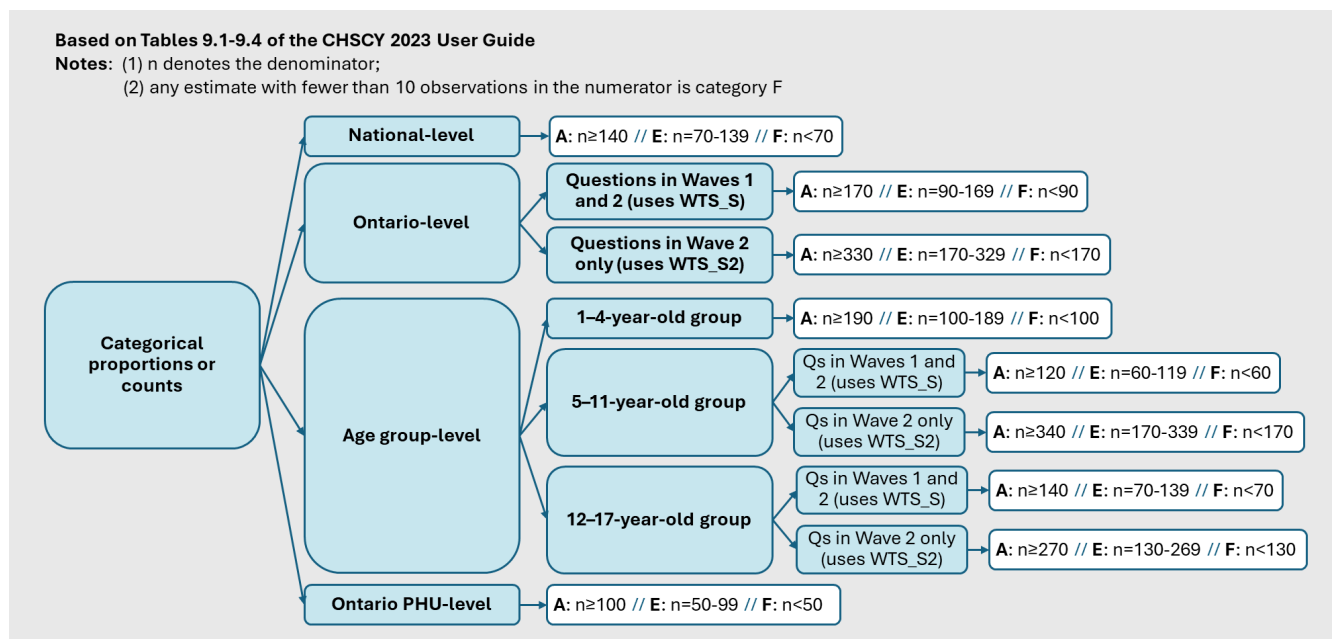 Based on Tables 9.1-9.4 of the CHSCY 2023 User Guide
Notes: (1) n denotes the denominator;
(2) any estimate with fewer than 10 observations in the numerator is category F
Categorical
proportions or
counts
National-level
A: n≥140 // E: n=70-139 // F: n<70
Ontario-level
Questions in Waves 1
and 2 (uses WTS_S)
A: n≥170 // E: n=90-169 // F: n<90
Questions in Wave 2
only (uses WTS_S2)
A: n≥330 // E: n=170-329 // F: n<170
Age group-level
1–4-year-old group
A: n≥190 // E: n=100-189 // F: n<100
5–11-year-old group
Qs in Waves 1 and
2 (uses WTS_S)
A: n≥120 // E: n=60-119 // F: n<60
Qs in Wave 2 only
(uses WTS_S2)
A: n≥340 // E: n=170-339 // F: n<170
12–17-year-old group
Qs in Waves 1 and
2 (uses WTS_S)
A: n≥140 // E: n=70-139 // F: n<70
Qs in Wave 2 only
(uses WTS_S2)
A: n≥270 // E: n=130-269 // F: n<130
Ontario PHU-level
A: n≥100 // E: n=50-99 // F: n<50